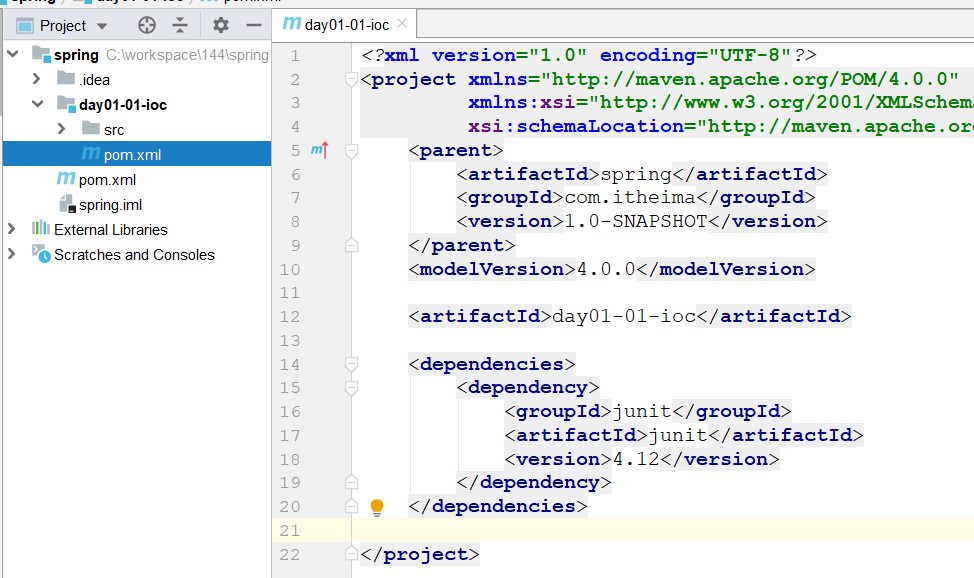 Project
day01-01-ioc
spring C:\workspace\144\spring
.idea
day01-01-ioc
src
pom.xml
pom.xml
spring.iml
External Libraries
Scratches and Consoles
1 <?xml version="1.0" encoding="UTF-8"?>
2 <project xmlns="http://maven.apache.org/POM/4.0.0"
3 xmlns:xsi="http://www.w3.org/2001/XMLSchema
4 xsi:schemaLocation="http://maven.apache.or
5 <parent>
6 <artifactId>spring</artifactId>
7 <groupId>com.itheima</groupId>
8 <version>1.0-SNAPSHOT</version>
9 </parent>
10 <modelVersion>4.0.0</modelVersion>
11
12 <artifactId>day01-01-ioc</artifactId>
13
14 <dependencies>
15 <dependency>
16 <groupId>junit</groupId>
17 <artifactId>junit</artifactId>
18 <version>4.12</version>
19 </dependency>
20 </dependencies>
21
22 </project>